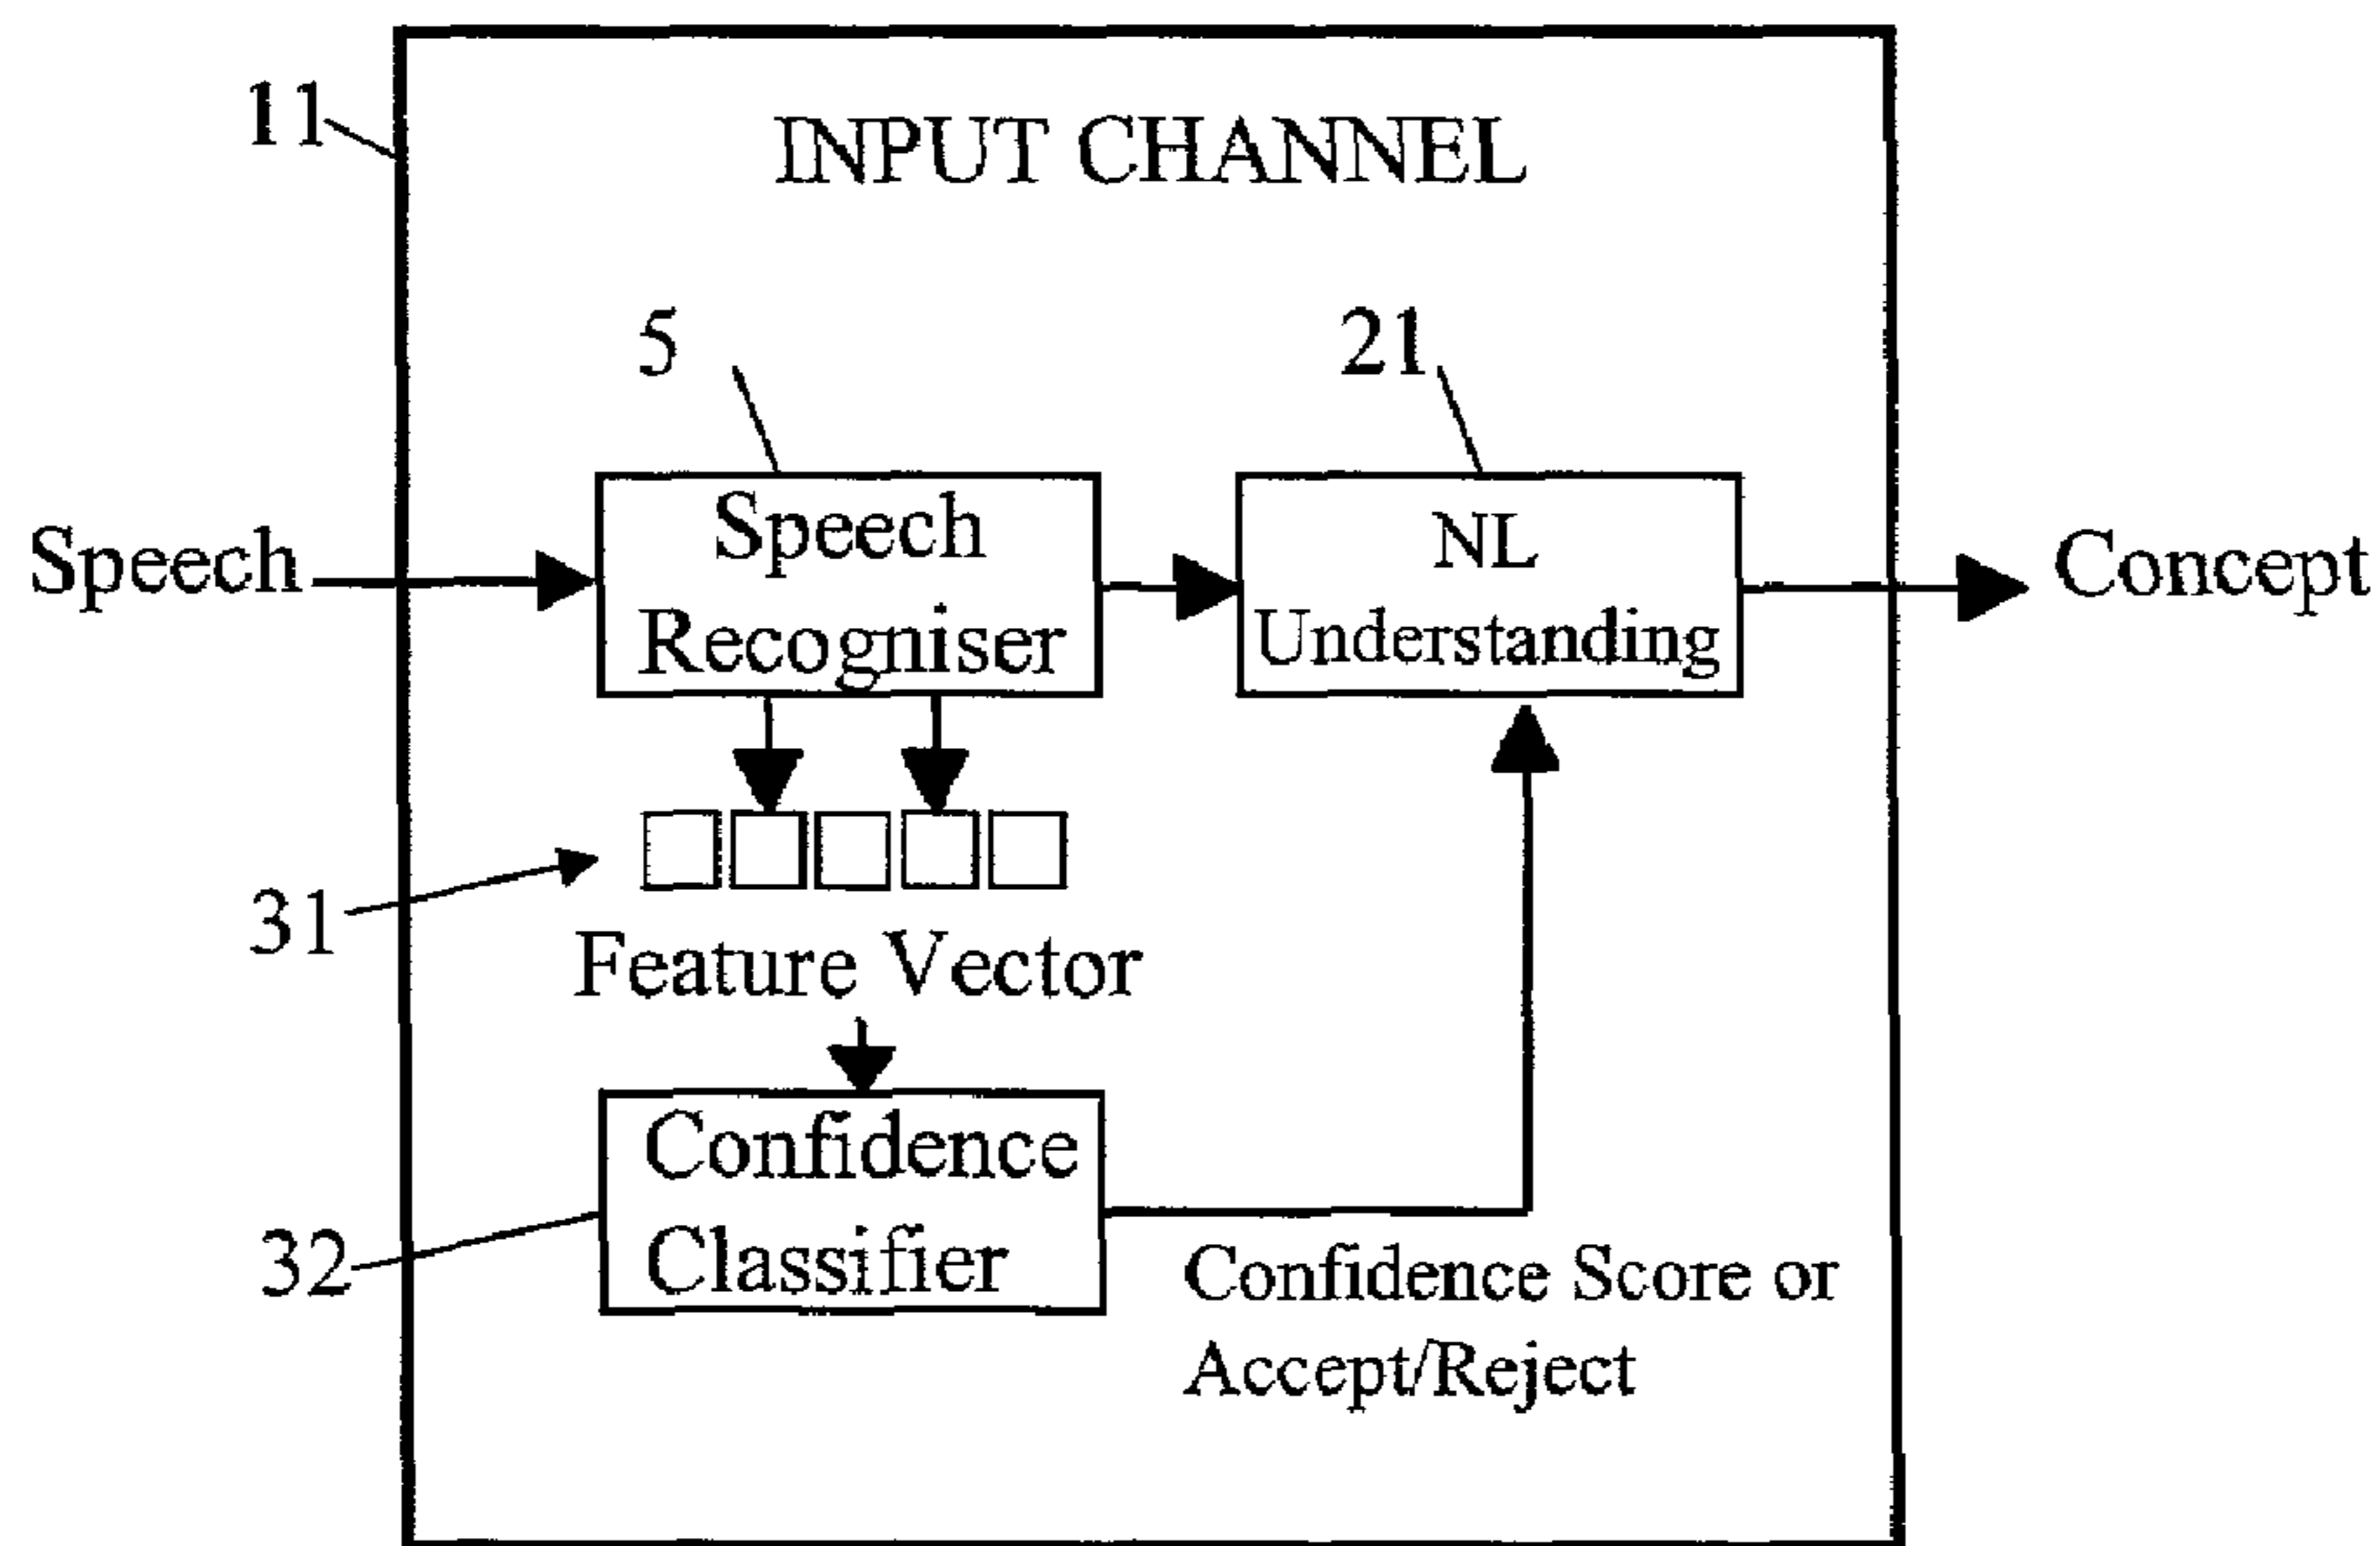 11
INPUT CHANNEL
5
21
Speech
Speech
Recogniser
NL
Understanding
Concept
31
Feature Vector
32
Confidence
Classifier
Confidence Score or
Accept/Reject